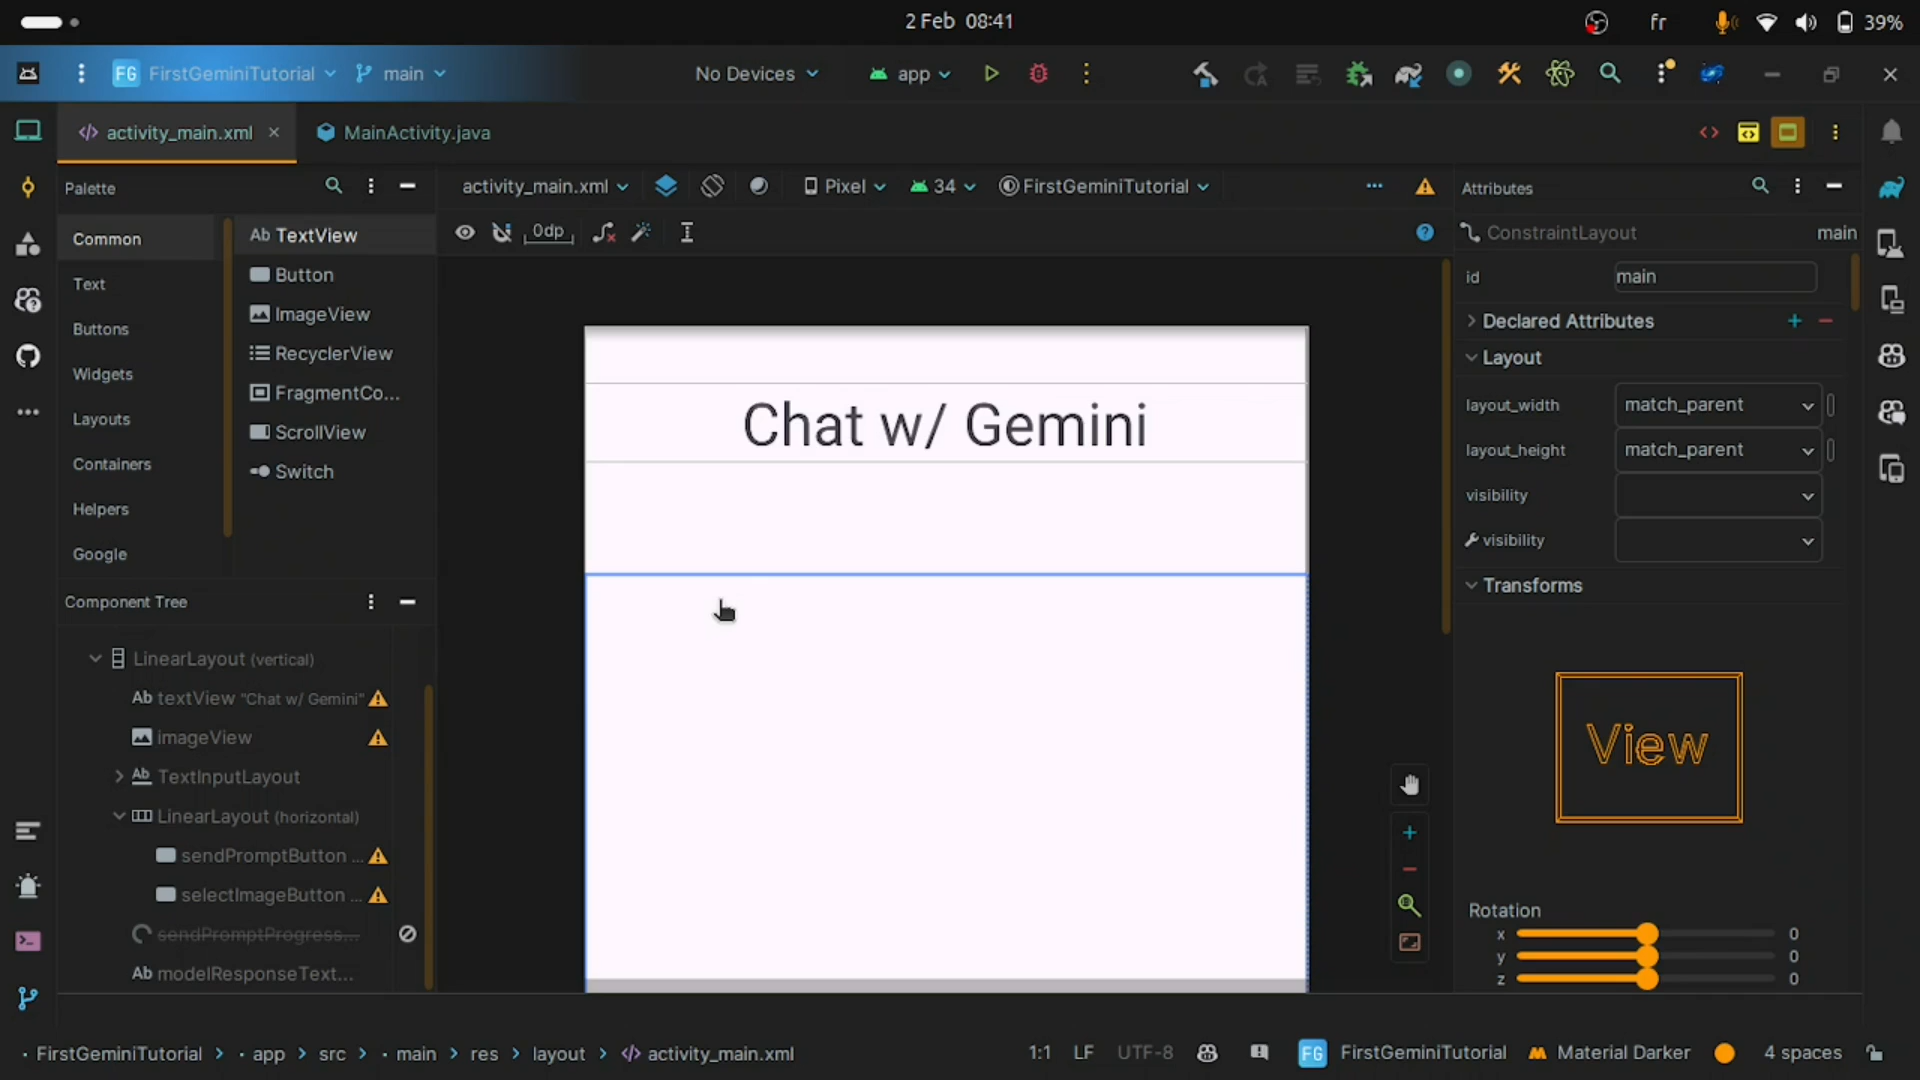 2 Feb 08:41
fr
39%
FG FirstGeminiTutorial
main
No Devices
app
activity_main.xml
MainActivity.java
Palette
Common
Text
Buttons
Widgets
Layouts
Containers
Helpers
Google
Ab TextView
Button
ImageView
RecyclerView
FragmentCo...
ScrollView
Switch
activity_main.xml
Pixel
34
FirstGeminiTutorial
0dp
Chat w/ Gemini
Component Tree
LinearLayout (vertical)
Ab textView "Chat w/ Gemini"
imageView
Ab TextInputLayout
LinearLayout (horizontal)
sendPromptButton ...
selectImageButton ...
sendPromptProgress...
Ab modelResponseText...
Attributes
ConstraintLayout main
id main
Declared Attributes
Layout
layout_width match_parent
layout_height match_parent
visibility
visibility
Transforms
View
Rotation
x 0
y 0
z 0
FirstGeminiTutorial > app > src > main > res > layout > activity_main.xml
1:1 LF UTF-8
FG FirstGeminiTutorial
Material Darker
4 spaces